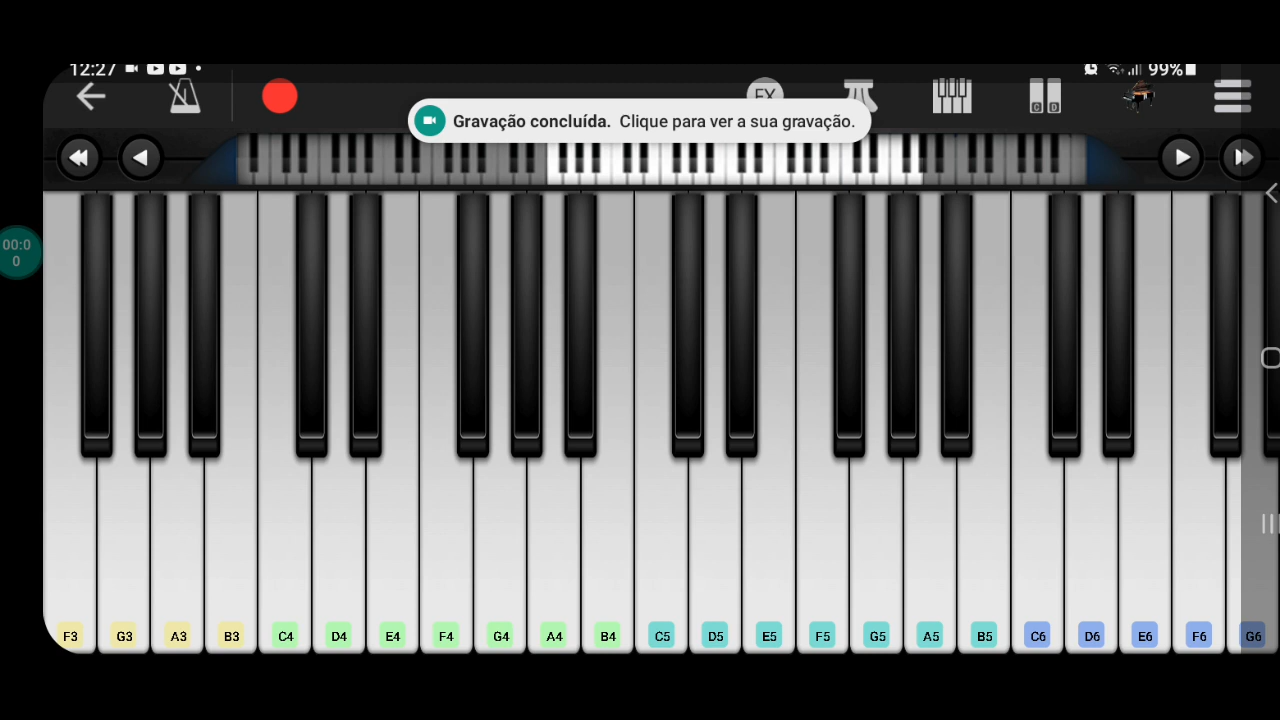 12:27
99%
FX
C D
Gravação concluída. Clique para ver a sua gravação.
00:0
0
F3 G3 A3 B3 C4 D4 E4 F4 G4 A4 B4 C5 D5 E5 F5 G5 A5 B5 C6 D6 E6 F6 G6